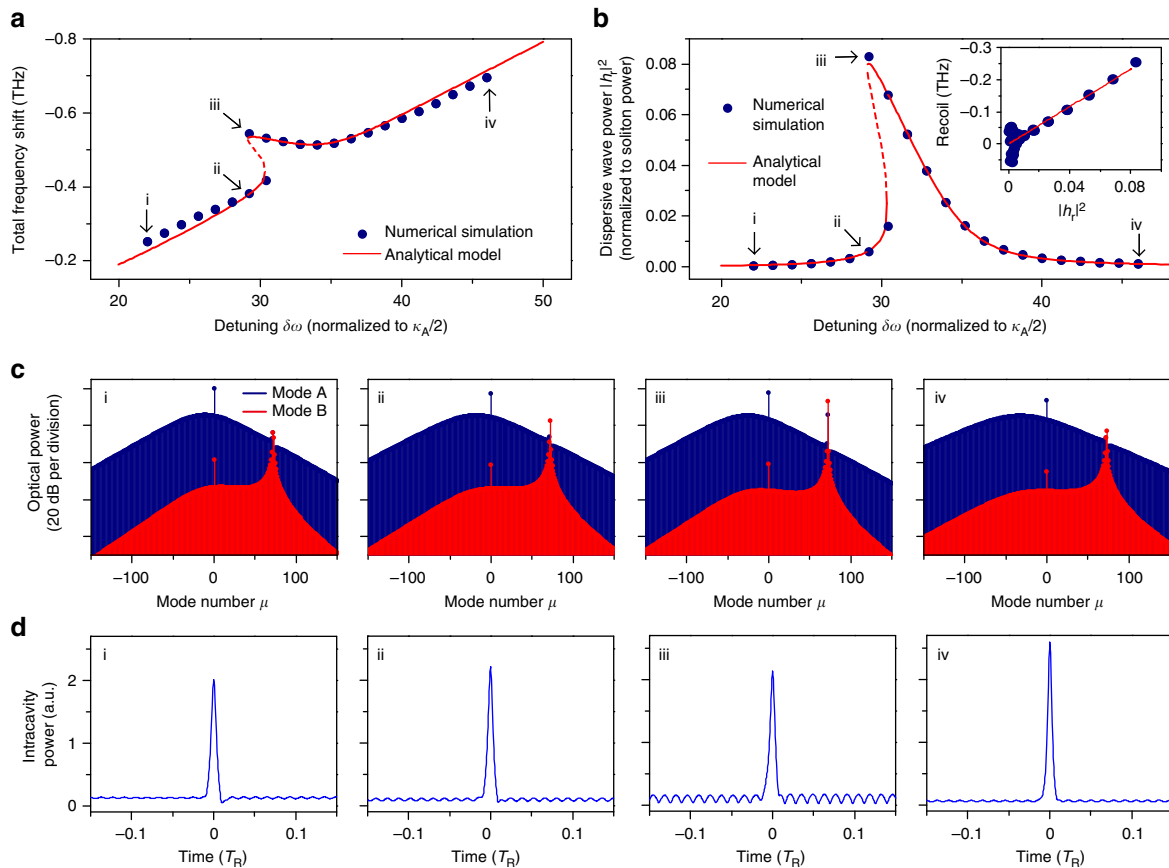 a
Total frequency shift (THz)
–0.8
–0.6
–0.4
–0.2
i
ii
iii
iv
Numerical simulation
Analytical model
20
30
40
50
Detuning δω (normalized to κA/2)
b
Dispersive wave power |hr|²
(normalized to soliton power)
0.08
0.06
0.04
0.02
0.00
i
ii
iii
iv
Numerical
simulation
Analytical
model
20
30
40
Detuning δω (normalized to κA/2)
Recoil (THz)
–0.3
–0.2
–0.1
0
0
0.04
0.08
|hr|²
c
Optical power
(20 dB per division)
i
Mode A
Mode B
–100
0
100
Mode number μ
ii
–100
0
100
Mode number μ
iii
–100
0
100
Mode number μ
iv
–100
0
100
Mode number μ
d
Intracavity
power (a.u.)
2
1
0
i
–0.1
0
0.1
Time (TR)
ii
–0.1
0
0.1
Time (TR)
iii
–0.1
0
0.1
Time (TR)
iv
–0.1
0
0.1
Time (TR)